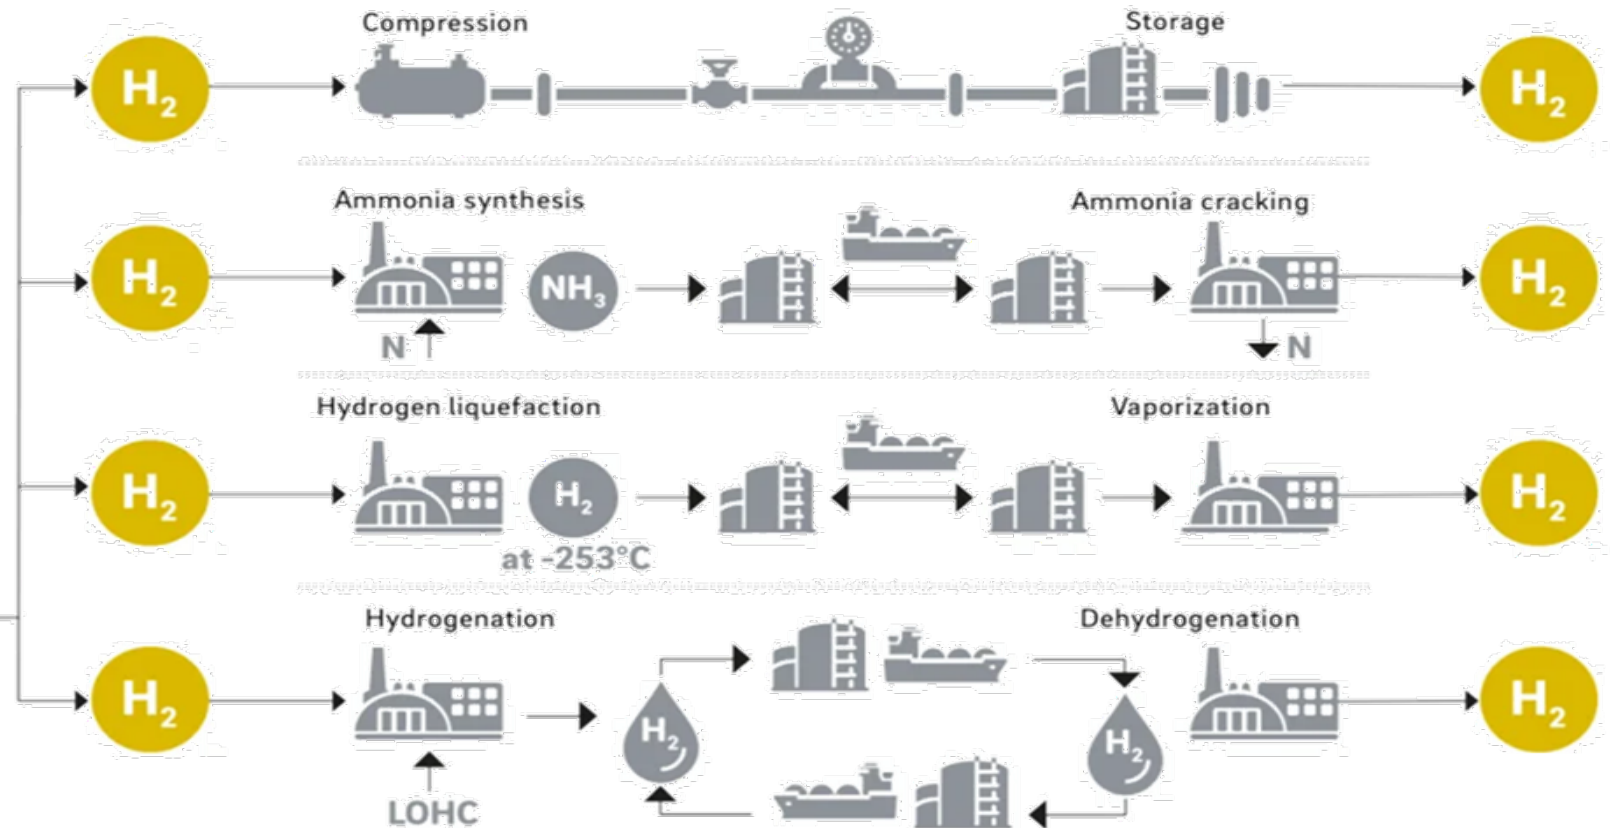 Compression
Storage
H₂
H₂
Ammonia synthesis
Ammonia cracking
H₂
NH₃
H₂
N
N
Hydrogen liquefaction
Vaporization
H₂
H₂
H₂
at -253°C
Hydrogenation
Dehydrogenation
H₂
H₂
H₂
H₂
LOHC